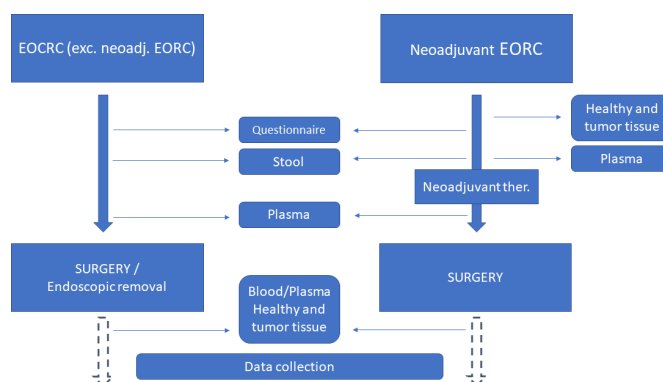 EOCRC (exc. neoadj. EORC)
Neoadjuvant EORC
Questionnaire
Healthy and
tumor tissue
Stool
Plasma
Neoadjuvant ther.
Plasma
SURGERY /
Endoscopic removal
SURGERY
Blood/Plasma
Healthy and
tumor tissue
Data collection